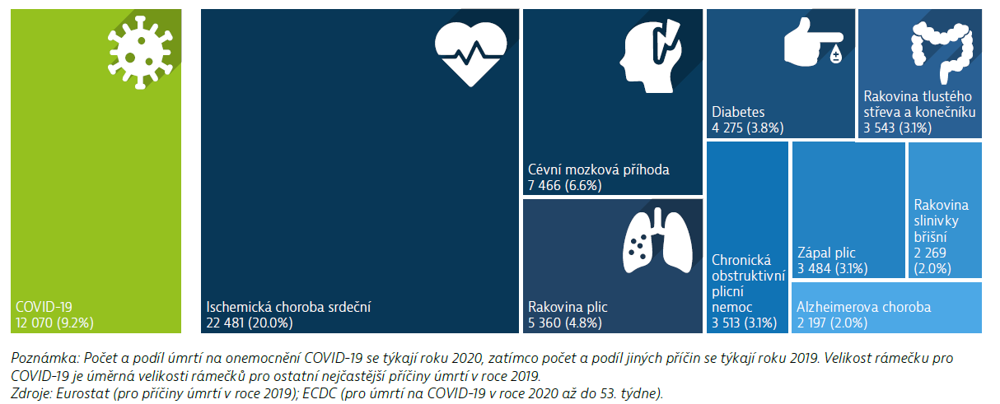 COVID-19
12 070 (9.2%)
Ischemická choroba srdeční
22 481 (20.0%)
Cévní mozková příhoda
7 466 (6.6%)
Rakovina plic
5 360 (4.8%)
Diabetes
4 275 (3.8%)
Rakovina tlustého
střeva a konečníku
3 543 (3.1%)
Chronická
obstruktivní
plicní
nemoc
3 513 (3.1%)
Zápal plic
3 484 (3.1%)
Rakovina
slinivky
břišní
2 269
(2.0%)
Alzheimerova choroba
2 197 (2.0%)
Poznámka: Počet a podíl úmrtí na onemocnění COVID-19 se týkají roku 2020, zatímco počet a podíl jiných příčin se týkají roku 2019. Velikost rámečku pro
COVID-19 je úměrná velikosti rámečků pro ostatní nejčastější příčiny úmrtí v roce 2019.
Zdroje: Eurostat (pro příčiny úmrtí v roce 2019); ECDC (pro úmrtí na COVID-19 v roce 2020 až do 53. týdne).